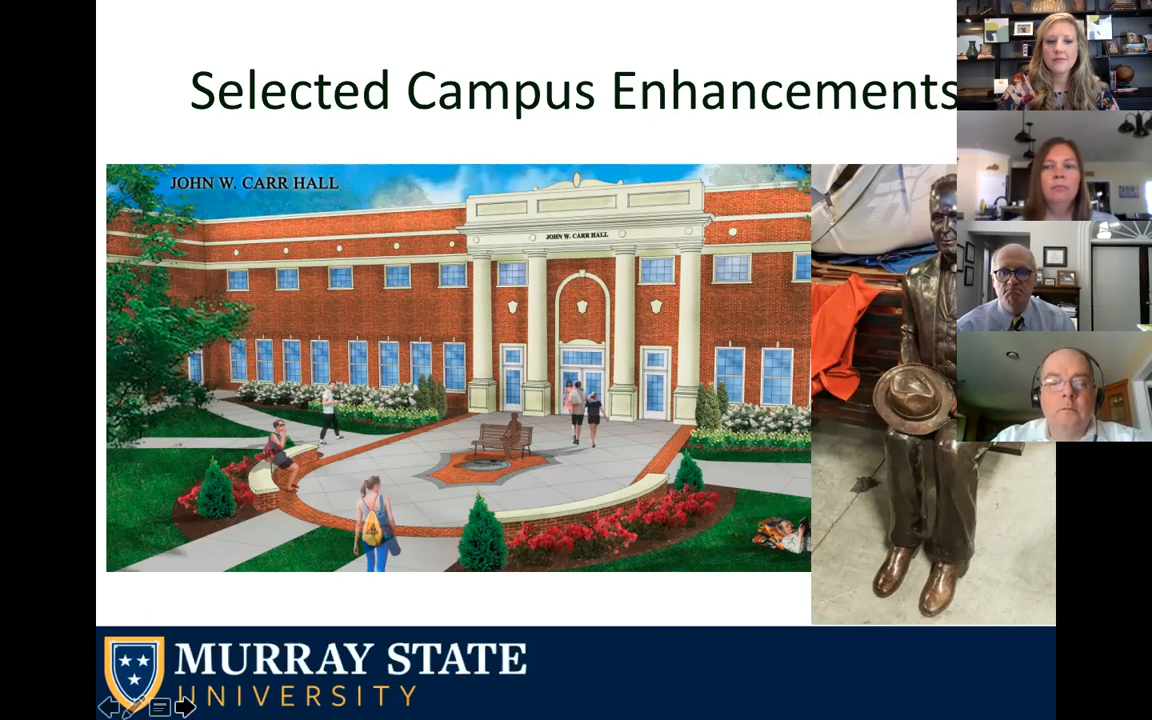 Selected Campus Enhancements
JOHN W. CARR HALL
JOHN W. CARR HALL
MURRAY STATE
UNIVERSITY